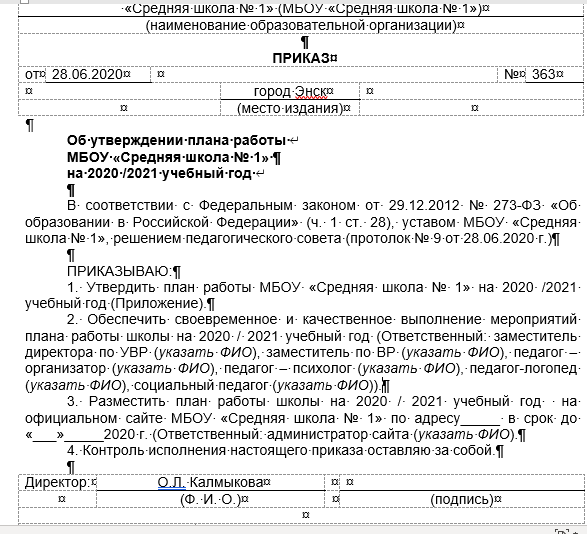 «Средняя школа № 1» (МБОУ «Средняя школа № 1»)
(наименование образовательной организации)
ПРИКАЗ
от 28.06.2020 № 363
город Энск
(место издания)
Об утверждении плана работы
МБОУ «Средняя школа № 1»
на 2020 /2021 учебный год
В соответствии с Федеральным законом от 29.12.2012 № 273-ФЗ «Об
образовании в Российской Федерации» (ч. 1 ст. 28), уставом МБОУ «Средняя
школа № 1», решением педагогического совета (протокол № 9 от 28.06.2020 г.)
ПРИКАЗЫВАЮ:
1. Утвердить план работы МБОУ «Средняя школа № 1» на 2020 /2021
учебный год (Приложение).
2. Обеспечить своевременное и качественное выполнение мероприятий
плана работы школы на 2020 / 2021 учебный год (Ответственный: заместитель
директора по УВР (указать ФИО), заместитель по ВР (указать ФИО), педагог –
организатор (указать ФИО), педагог – психолог (указать ФИО), педагог-логопед
(указать ФИО), социальный педагог (указать ФИО)).
3. Разместить план работы школы на 2020 / 2021 учебный год на
официальном сайте МБОУ «Средняя школа № 1» по адресу_____ в срок до
«___»_____2020 г. (Ответственный: администратор сайта (указать ФИО).
4. Контроль исполнения настоящего приказа оставляю за собой.
Директор: О.Л. Калмыкова
(Ф. И. О.) (подпись)